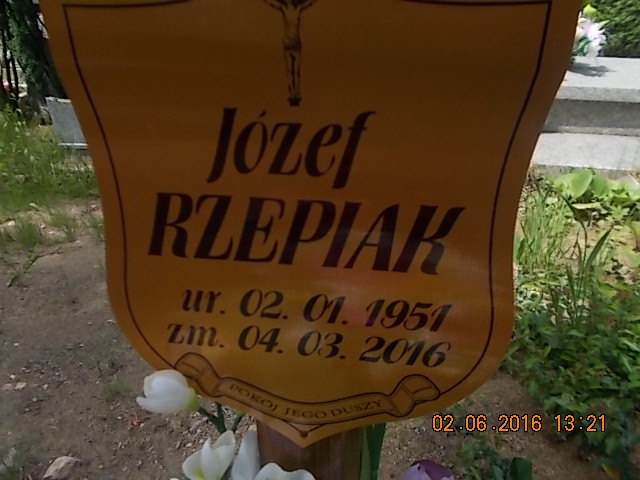 Józef
RZEPIAK
ur. 02. 01. 1951
zm. 04. 03. 2016
POKÓJ JEGO DUSZY
02.06.2016 13:21